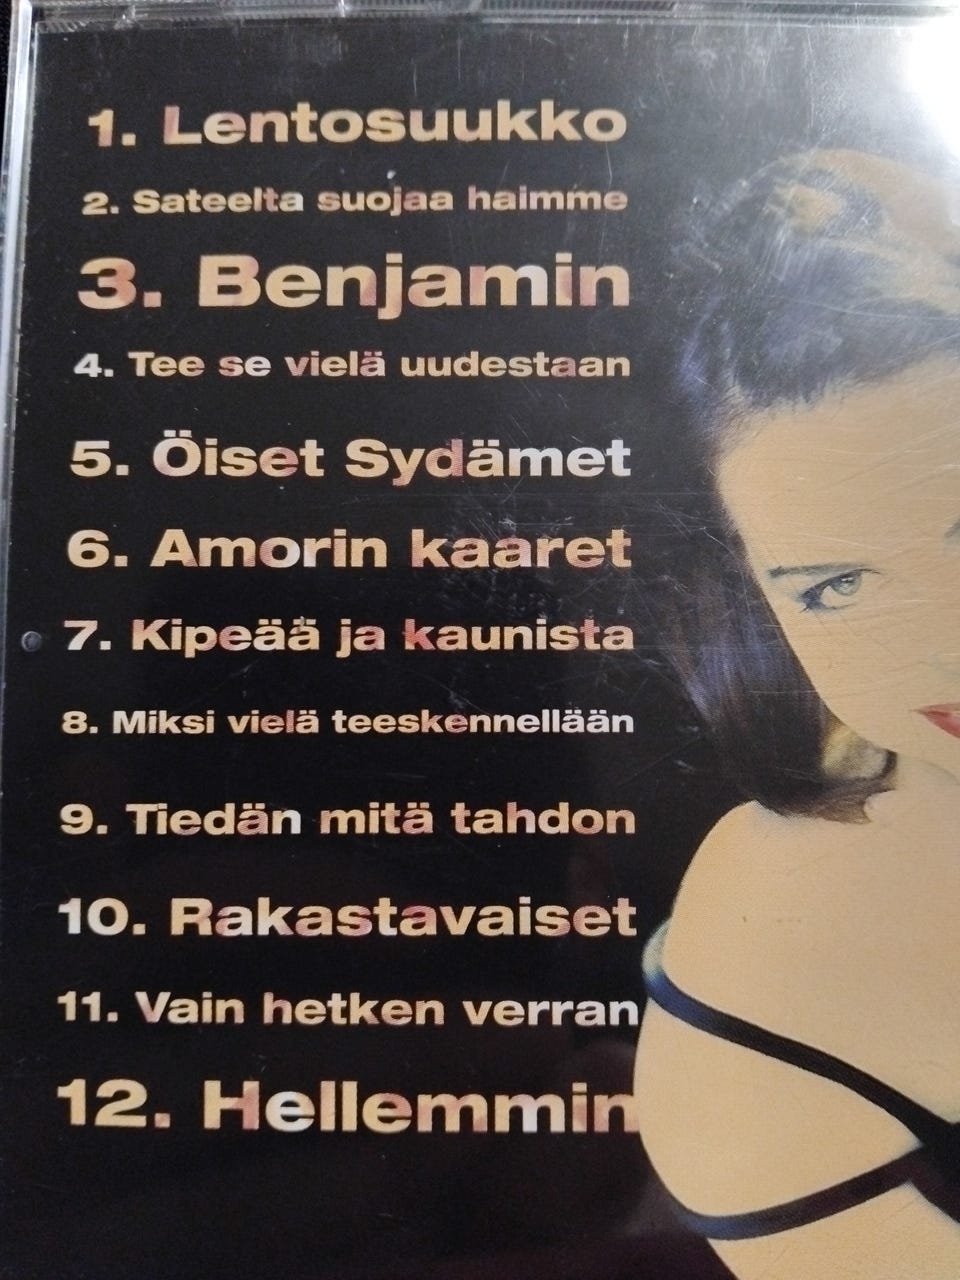 1. Lentosuukko
2. Sateelta suojaa haimme
3. Benjamin
4. Tee se vielä uudestaan
5. Öiset Sydämet
6. Amorin kaaret
7. Kipeää ja kaunista
8. Miksi vielä teeskennellään
9. Tiedän mitä tahdon
10. Rakastavaiset
11. Vain hetken verran
12. Hellemmin